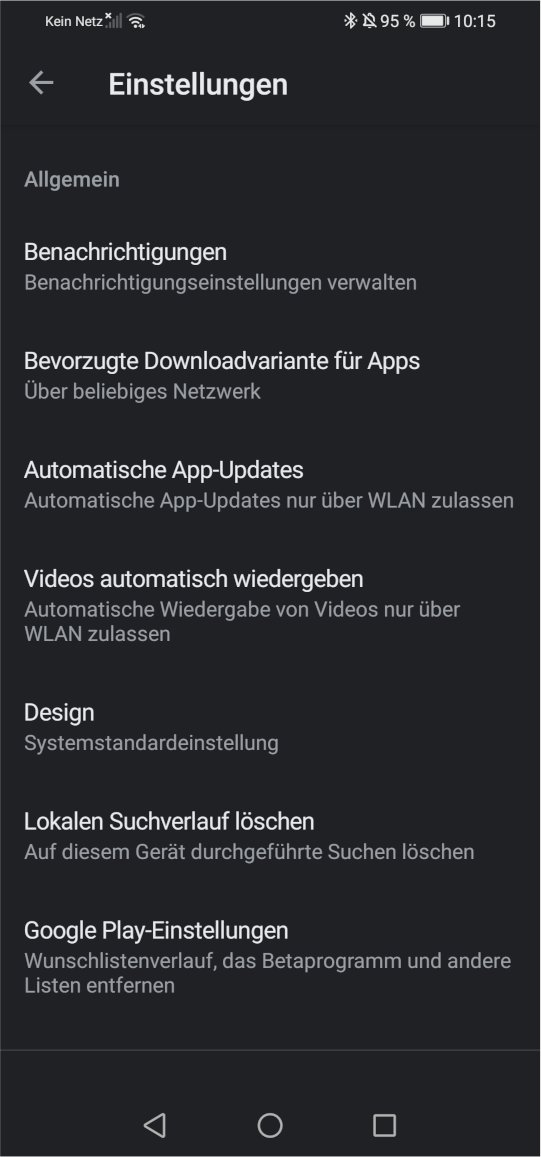 Kein Netz 95 % 10:15
Einstellungen
Allgemein
Benachrichtigungen
Benachrichtigungseinstellungen verwalten
Bevorzugte Downloadvariante für Apps
Über beliebiges Netzwerk
Automatische App-Updates
Automatische App-Updates nur über WLAN zulassen
Videos automatisch wiedergeben
Automatische Wiedergabe von Videos nur über
WLAN zulassen
Design
Systemstandardeinstellung
Lokalen Suchverlauf löschen
Auf diesem Gerät durchgeführte Suchen löschen
Google Play-Einstellungen
Wunschlistenverlauf, das Betaprogramm und andere
Listen entfernen